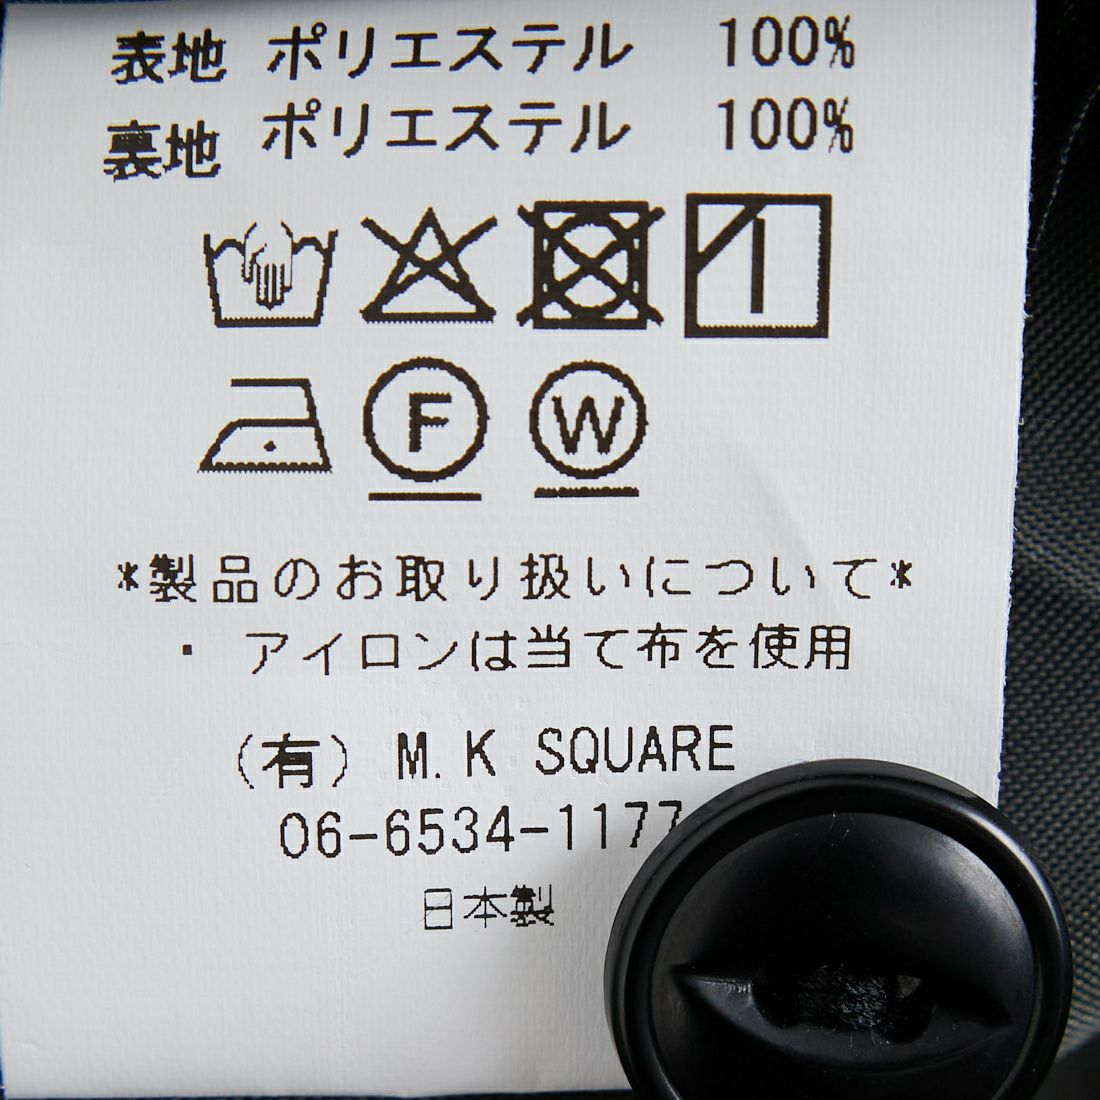 表地 ポリエステル 100%
裏地 ポリエステル 100%
F W
*製品のお取り扱いについて*
・ アイロンは当て布を使用
(有) M.K SQUARE
06-6534-1177
日本製